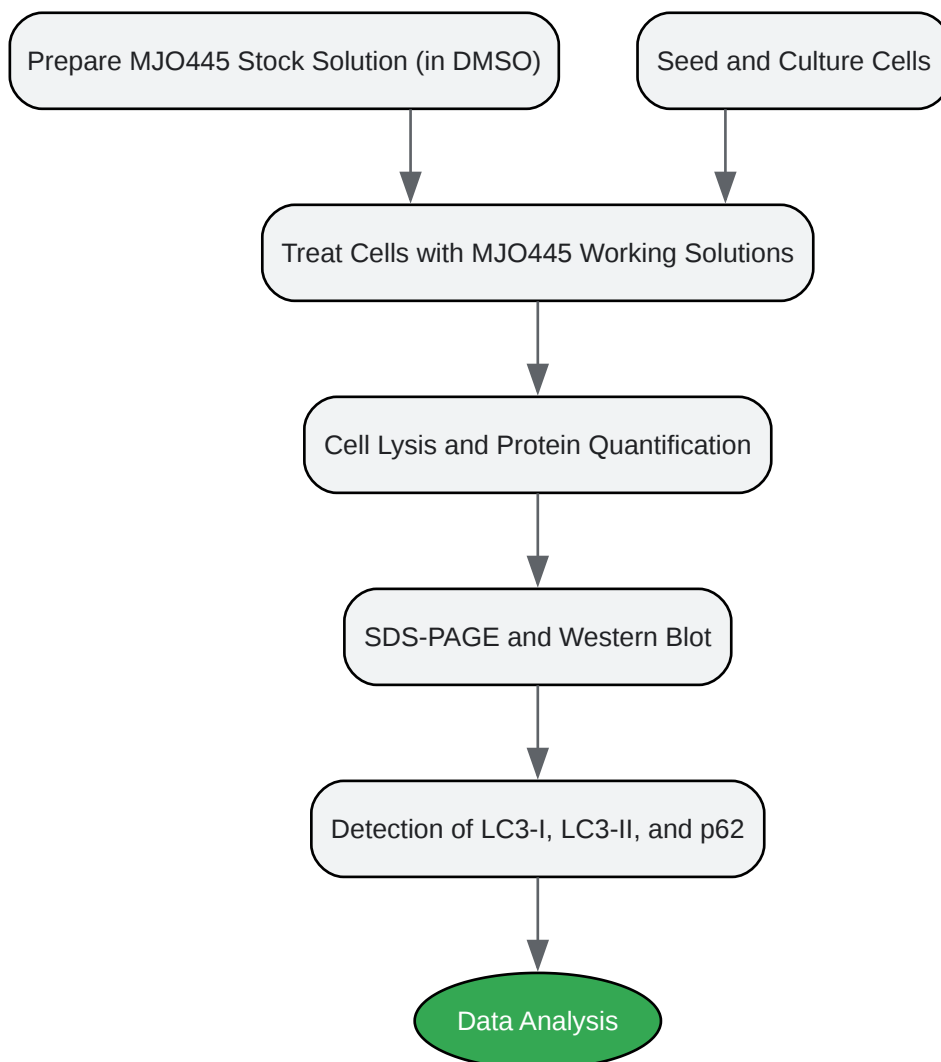 Prepare MJO445 Stock Solution (in DMSO)
Seed and Culture Cells
Treat Cells with MJO445 Working Solutions
Cell Lysis and Protein Quantification
SDS-PAGE and Western Blot
Detection of LC3-I, LC3-II, and p62
Data Analysis